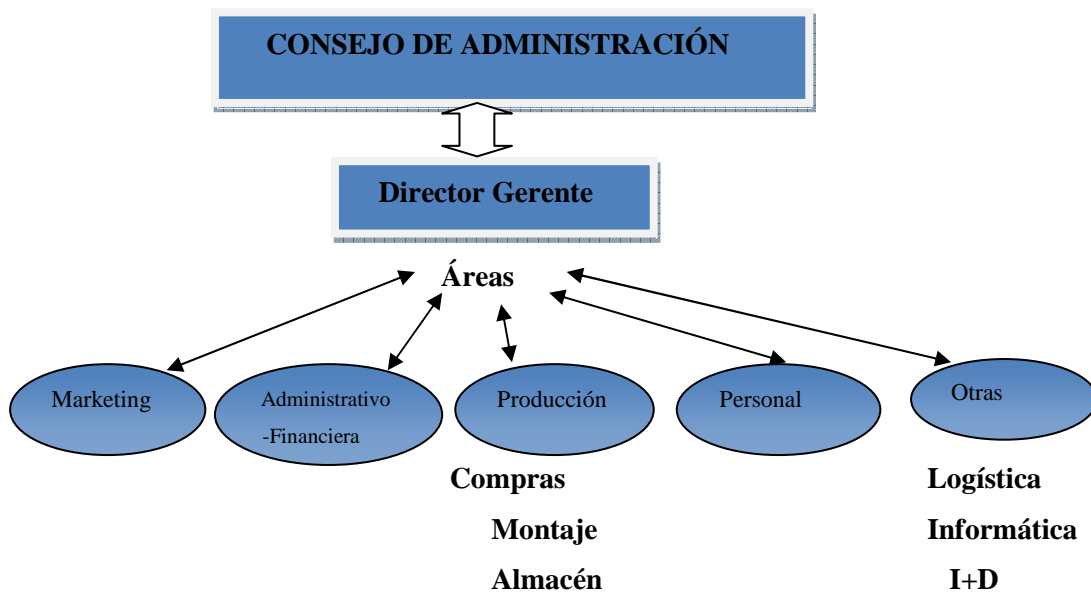 CONSEJO DE ADMINISTRACIÓN
Director Gerente
Áreas
Marketing
Administrativo
-Financiera
Producción
Personal
Otras
Compras
Logística
Montaje
Informática
Almacén
I+D